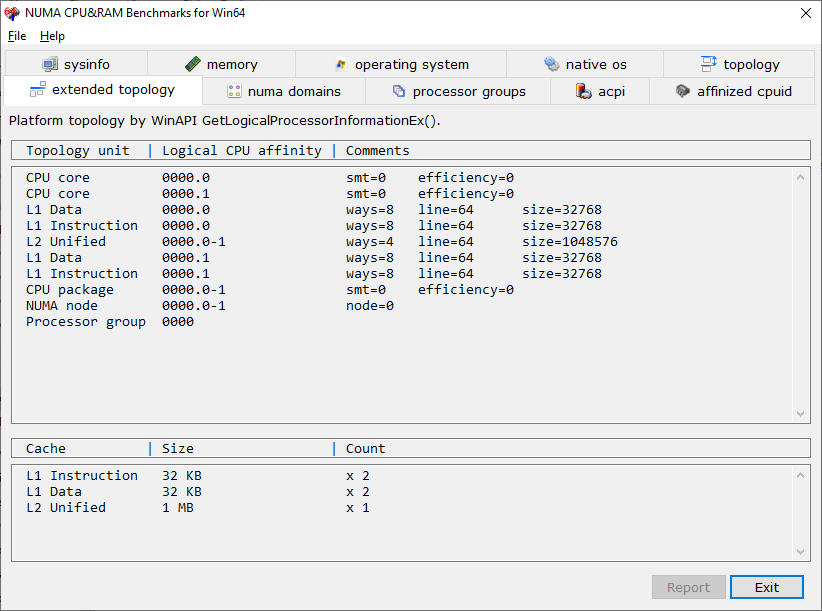 NUMA CPU&RAM Benchmarks for Win64
File Help
sysinfo memory operating system native os topology
extended topology numa domains processor groups acpi affinized cpuid
Platform topology by WinAPI GetLogicalProcessorInformationEx().
Topology unit | Logical CPU affinity | Comments
CPU core 0000.0 smt=0 efficiency=0
CPU core 0000.1 smt=0 efficiency=0
L1 Data 0000.0 ways=8 line=64 size=32768
L1 Instruction 0000.0 ways=8 line=64 size=32768
L2 Unified 0000.0-1 ways=4 line=64 size=1048576
L1 Data 0000.1 ways=8 line=64 size=32768
L1 Instruction 0000.1 ways=8 line=64 size=32768
CPU package 0000.0-1 smt=0 efficiency=0
NUMA node 0000.0-1 node=0
Processor group 0000
Cache | Size | Count
L1 Instruction 32 KB x 2
L1 Data 32 KB x 2
L2 Unified 1 MB x 1
Report Exit